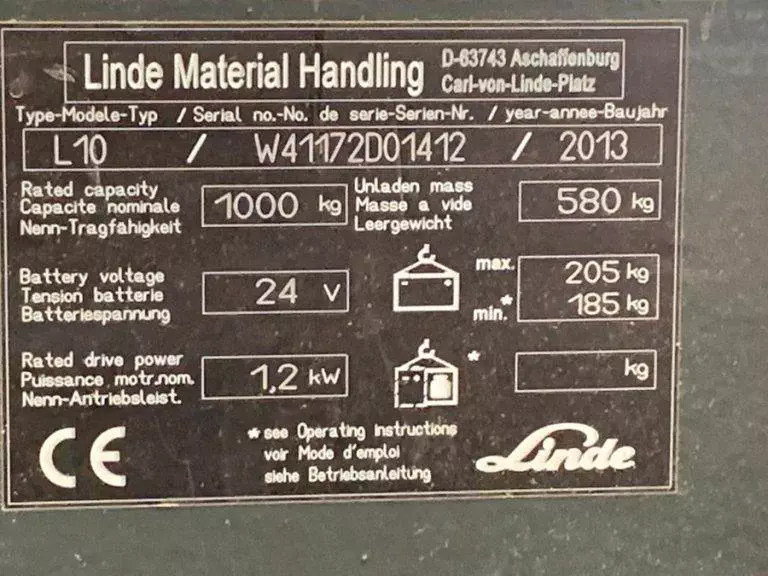 Linde Material Handling
D-63743 Aschaffenburg
Carl-von-Linde-Platz
Type-Modele-Typ / Serial no.-No. de serie-Serien-Nr. / year-annee-Baujahr
L10 / W41172D01412 / 2013
Rated capacity
Capacite nominale
Nenn-Tragfähigkeit
1000 kg
Unladen mass
Masse a vide
Leergewicht
580 kg
Battery voltage
Tension batterie
Batteriespannung
24 V
max. 205 kg
min.* 185 kg
Rated drive power
Puissance motr.nom.
Nenn-Antriebsleist.
1,2 kW
* kg
CE
* see Operating Instructions
voir Mode d'emploi
siehe Betriebsanleitung
Linde